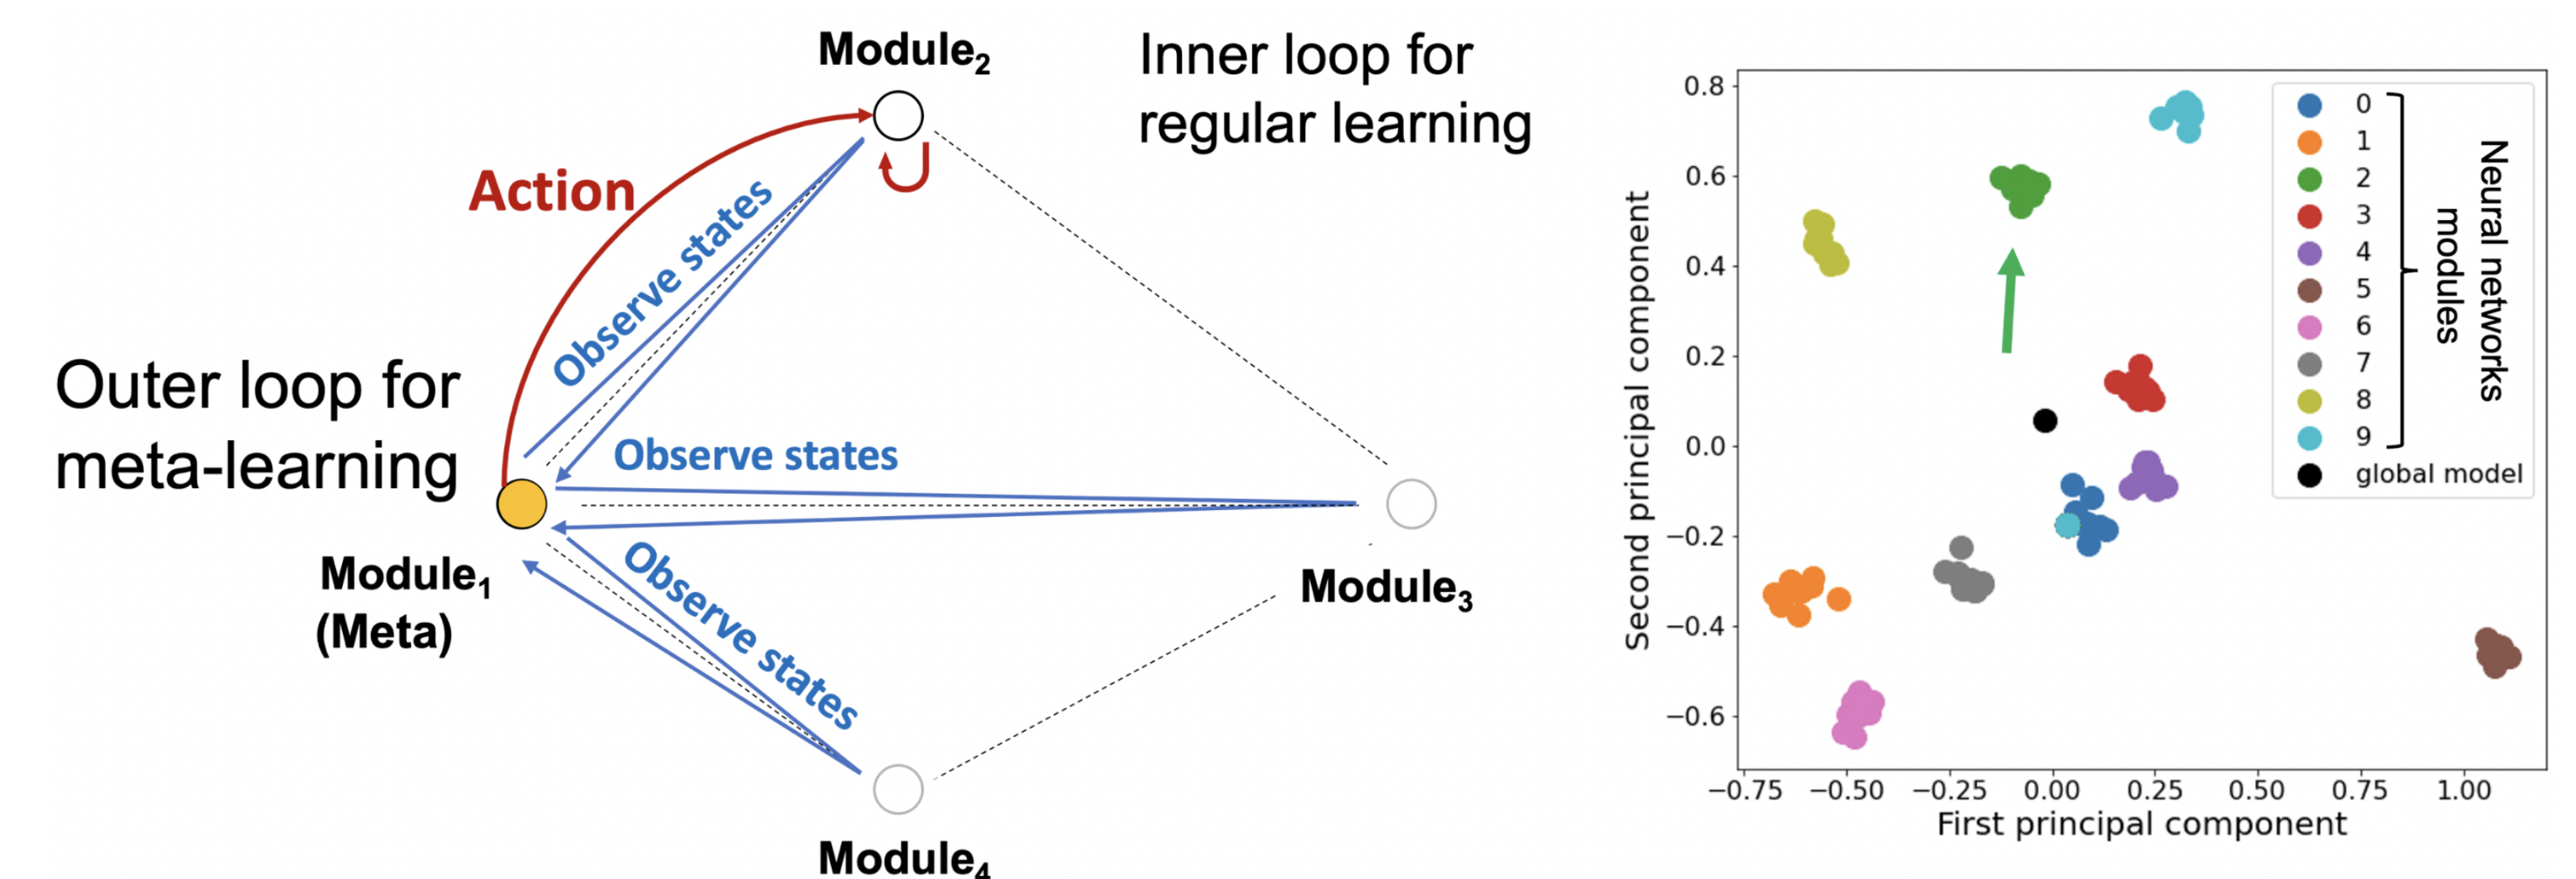 Module2
Inner loop for
regular learning
Action
Observe states
Outer loop for
meta-learning
Observe states
Module1
(Meta)
Observe states
Module3
Module4
Second principal component
0.8
0.6
0.4
0.2
0.0
−0.2
−0.4
−0.6
−0.75 −0.50 −0.25 0.00 0.25 0.50 0.75 1.00
First principal component
0
1
2
3
4
5
6
7
8
9
global model
Neural networks
modules